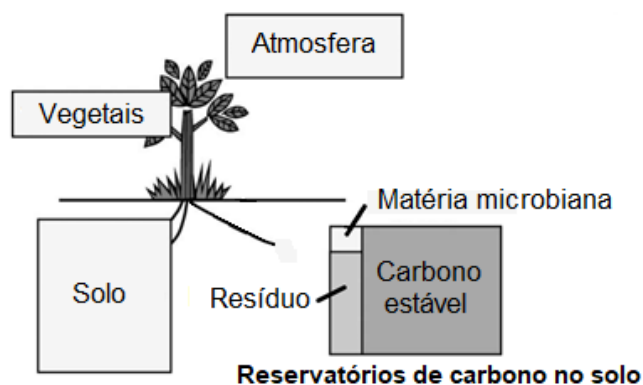 Atmosfera
Vegetais
Matéria microbiana
Solo
Resíduo
Carbono
estável
Reservatórios de carbono no solo